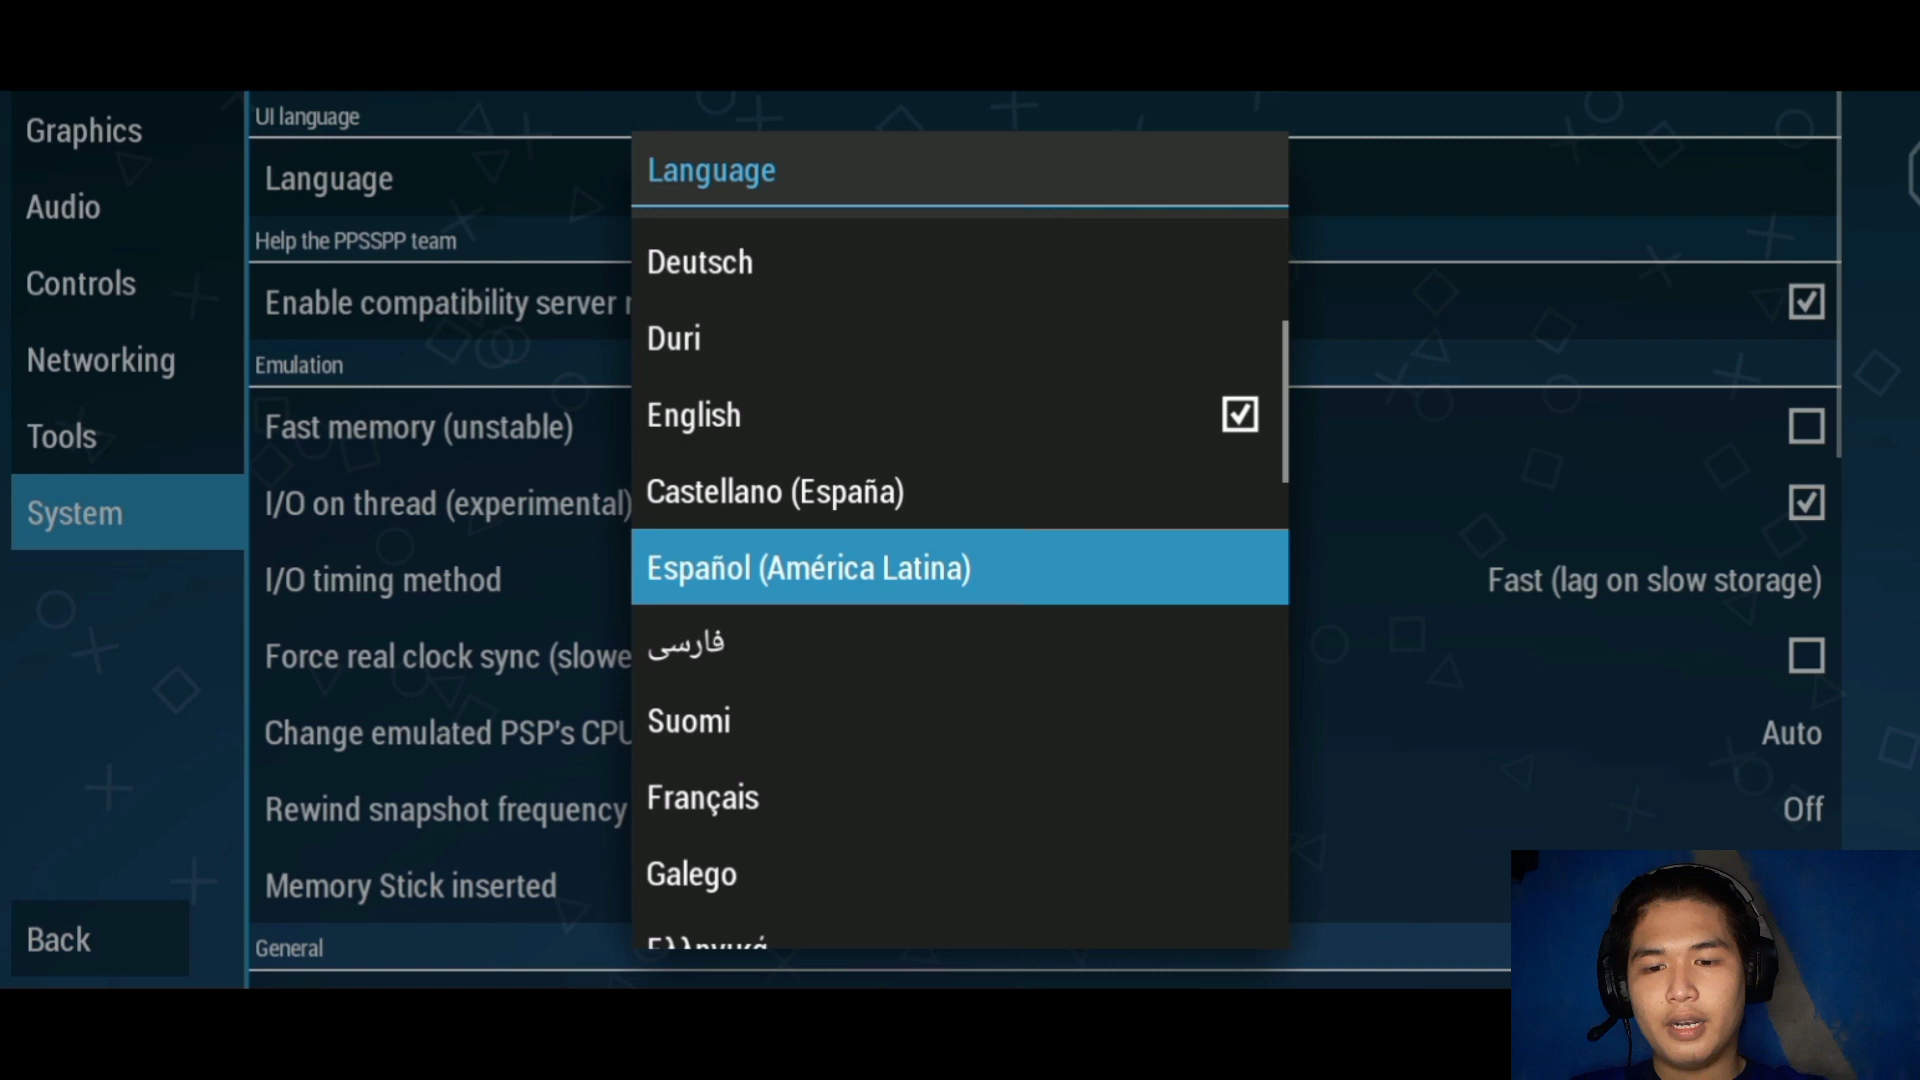 Graphics
Audio
Controls
Networking
Tools
System
Back
UI language
Language
Help the PPSSPP team
Enable compatibility server
Emulation
Fast memory (unstable)
I/O on thread (experimental)
I/O timing method
Fast (lag on slow storage)
Force real clock sync (slowe
Change emulated PSP's CPU
Auto
Rewind snapshot frequency
Off
Memory Stick inserted
General
Language
Deutsch
Duri
English
Castellano (España)
Español (América Latina)
فارسی
Suomi
Français
Galego